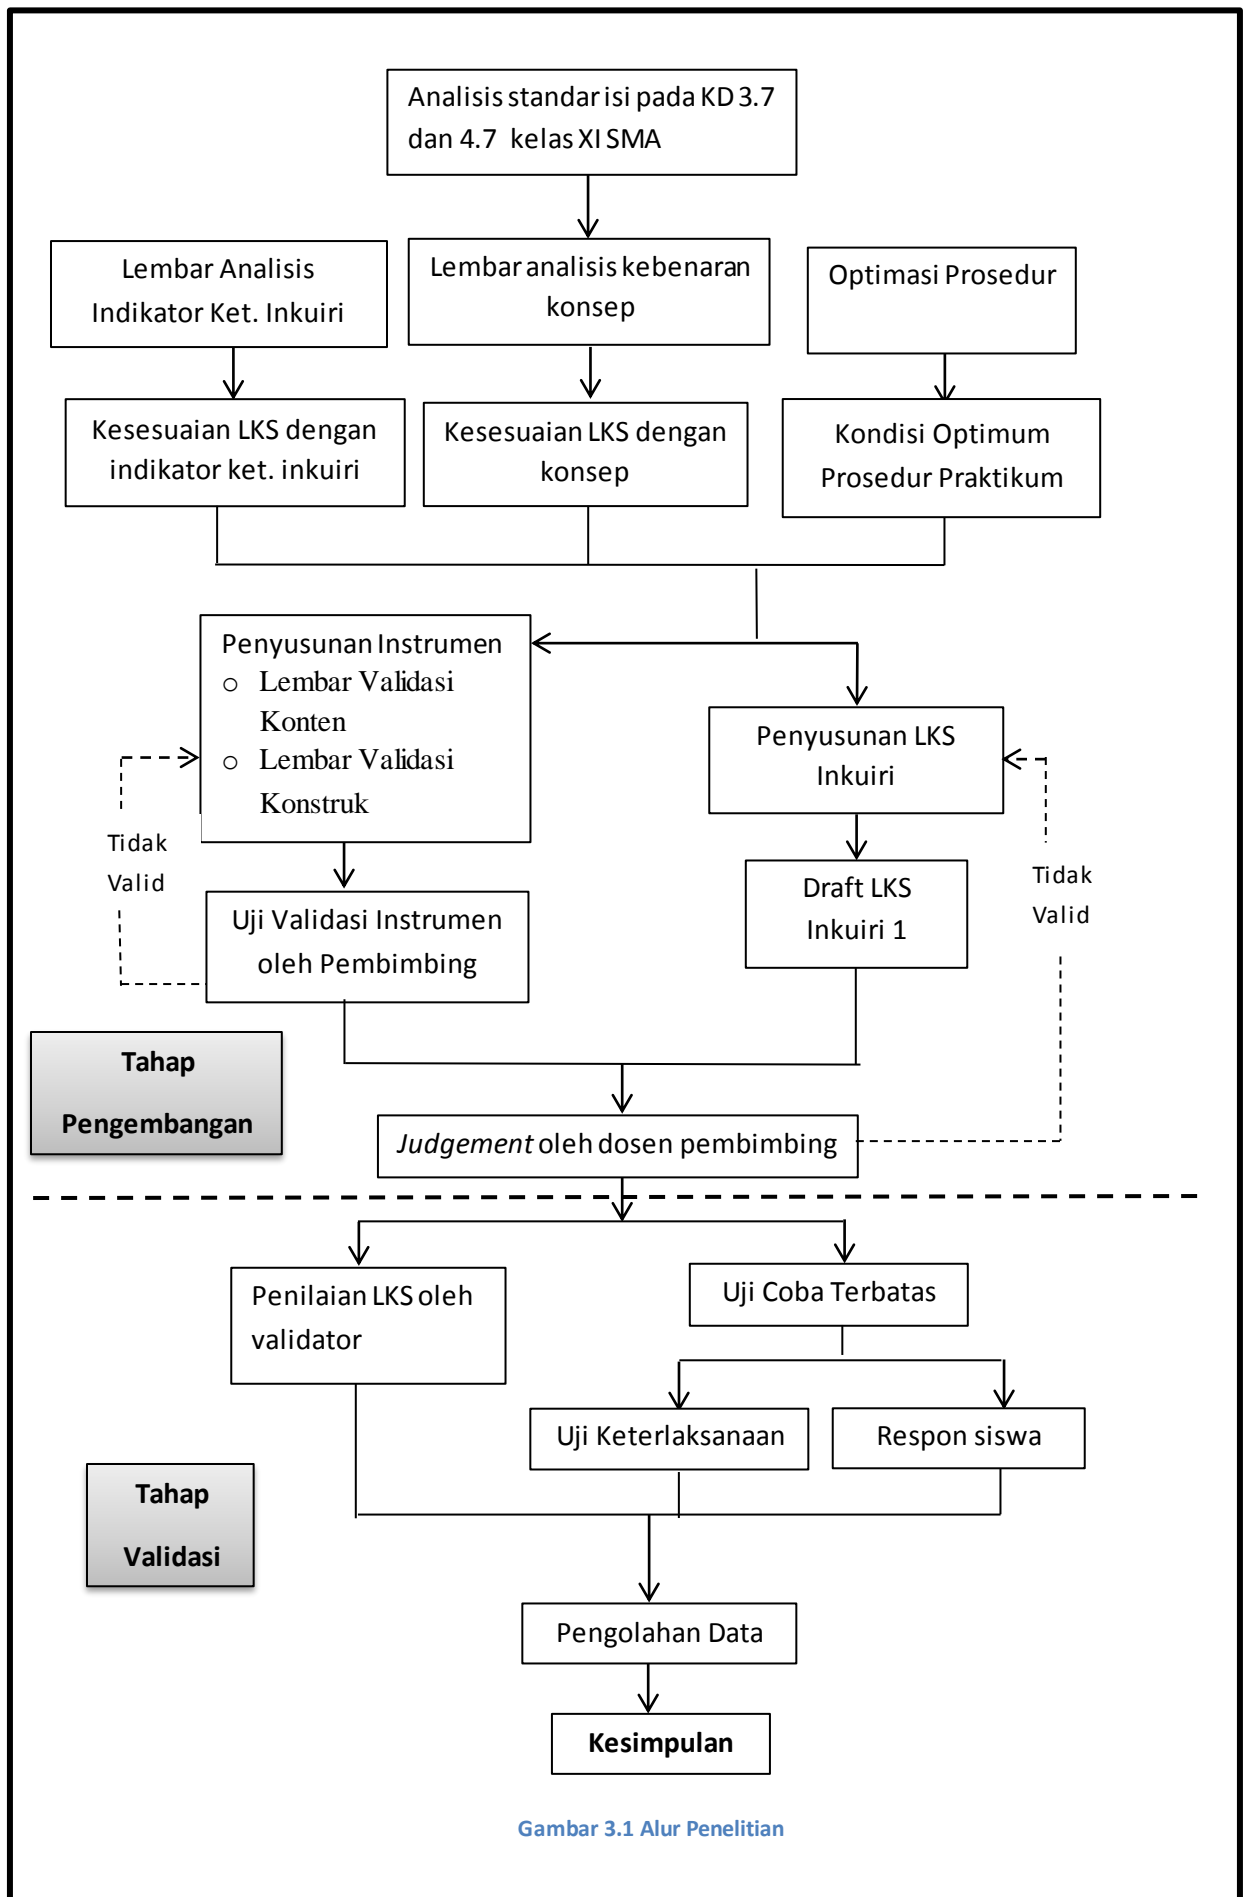 Analisis standar isi pada KD 3.7
dan 4.7 kelas XI SMA
Lembar Analisis
Indikator Ket. Inkuiri
Lembar analisis kebenaran
konsep
Optimasi Prosedur
Kesesuaian LKS dengan
indikator ket. inkuiri
Kesesuaian LKS dengan
konsep
Kondisi Optimum
Prosedur Praktikum
Penyusunan Instrumen
o Lembar Validasi
Konten
o Lembar Validasi
Konstruk
Penyusunan LKS
Inkuiri
Tidak
Valid
Draft LKS
Inkuiri 1
Tidak
Valid
Uji Validasi Instrumen
oleh Pembimbing
Tahap
Pengembangan
Judgement oleh dosen pembimbing
Penilaian LKS oleh
validator
Uji Coba Terbatas
Uji Keterlaksanaan
Respon siswa
Tahap
Validasi
Pengolahan Data
Kesimpulan
Gambar 3.1 Alur Penelitian